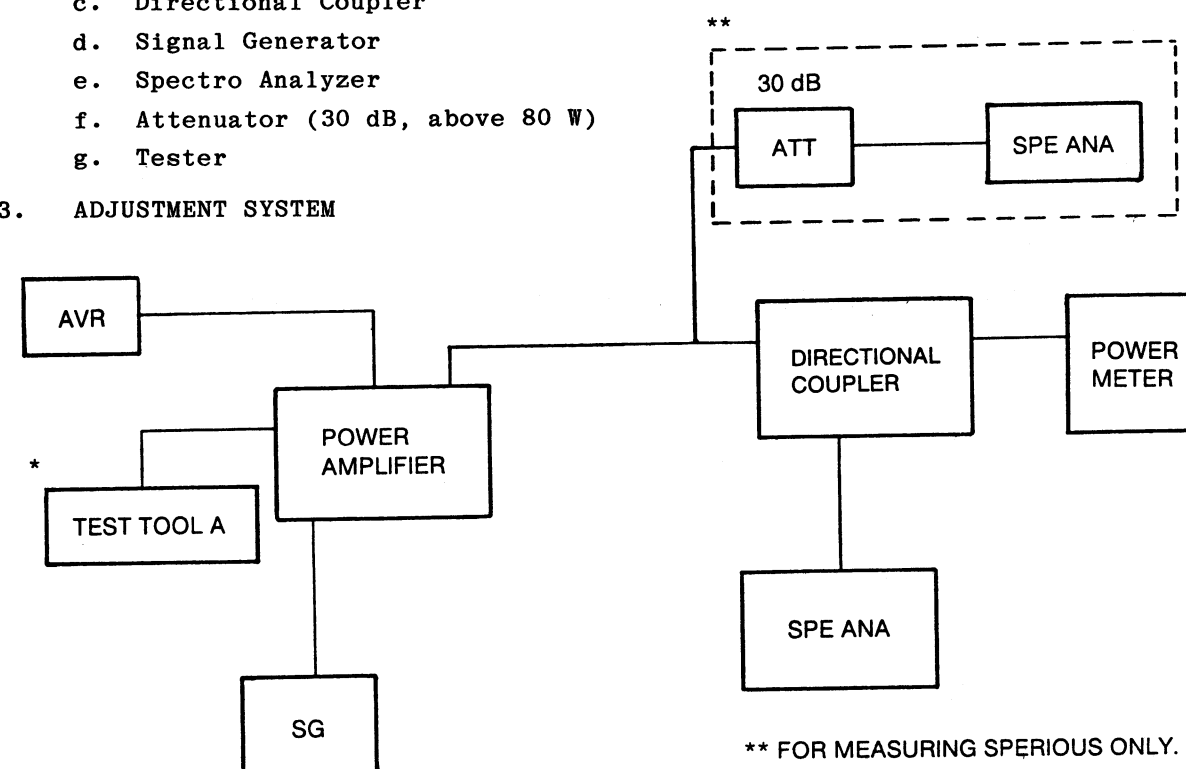 c. Directional Coupler
d. Signal Generator
e. Spectro Analyzer
f. Attenuator (30 dB, above 80 W)
g. Tester
3. ADJUSTMENT SYSTEM
**
30 dB
ATT
SPE ANA
AVR
DIRECTIONAL
COUPLER
POWER
METER
POWER
AMPLIFIER
*
TEST TOOL A
SPE ANA
SG
** FOR MEASURING SPERIOUS ONLY.